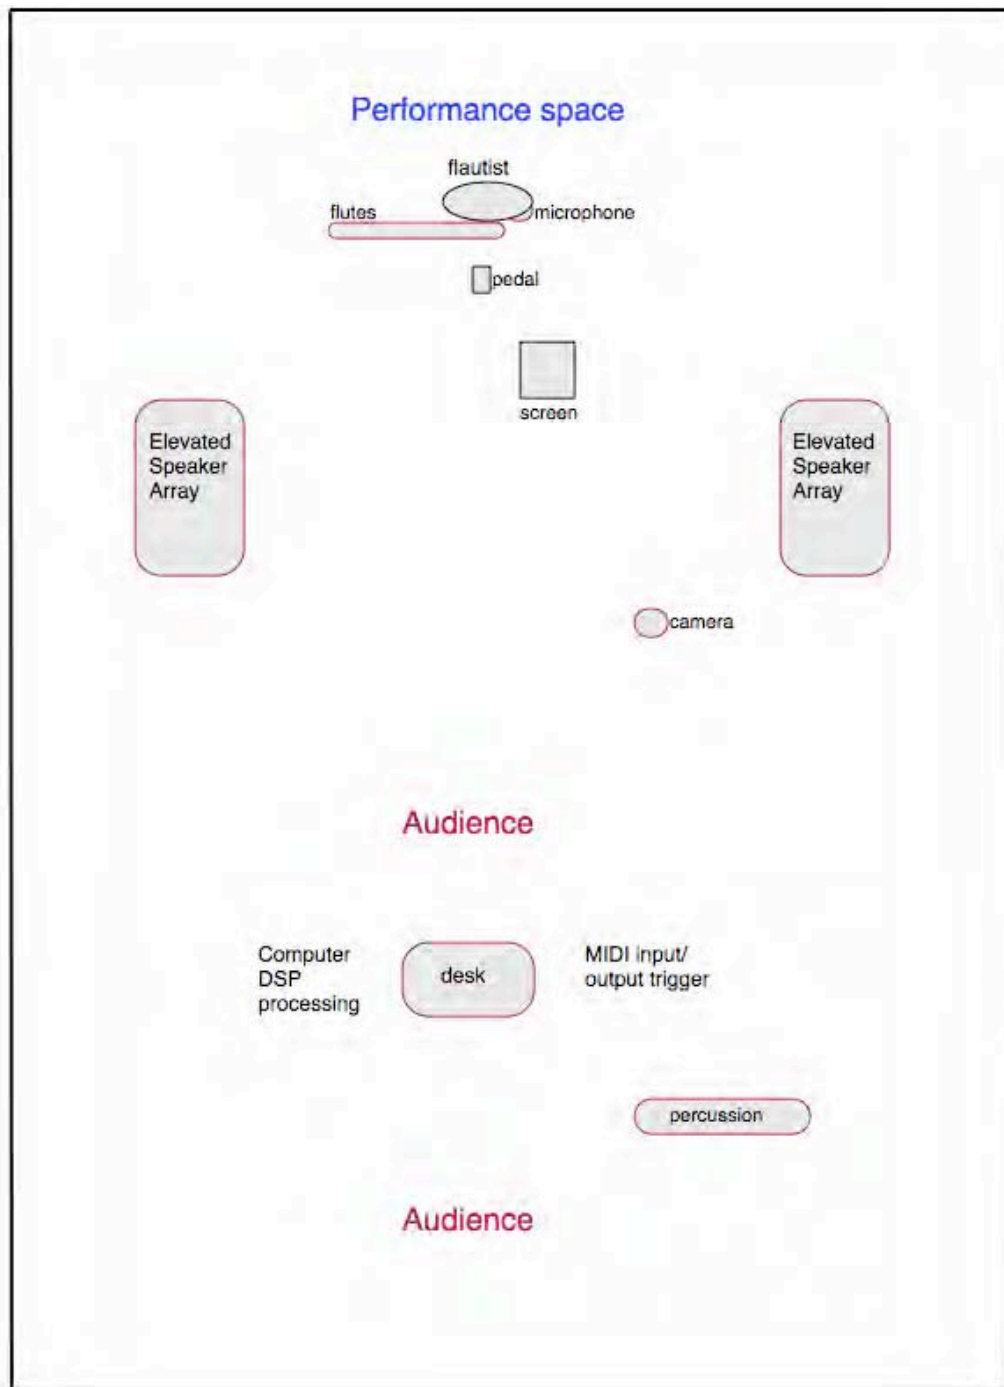 Performance space
flautist
flutes
microphone
pedal
screen
Elevated
Speaker
Array
Elevated
Speaker
Array
camera
Audience
Computer
DSP
processing
desk
MIDI input/
output trigger
percussion
Audience